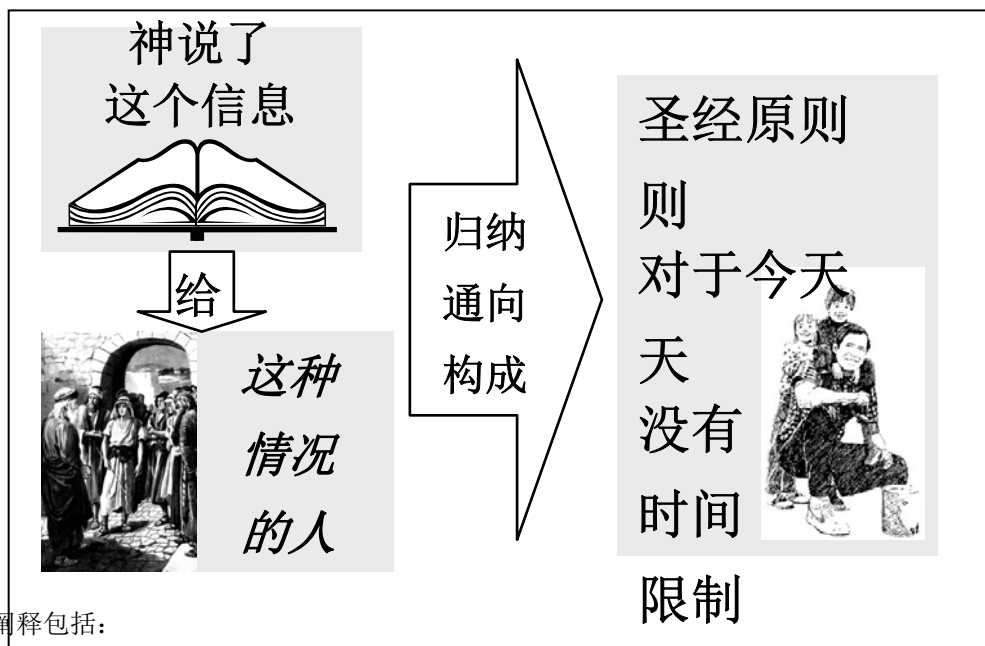 神说了
这个信息
给
这种
情况
的人
归纳
通向
构成
圣经原则
则
对于今天
天
没有
时间
限制
阐释包括：